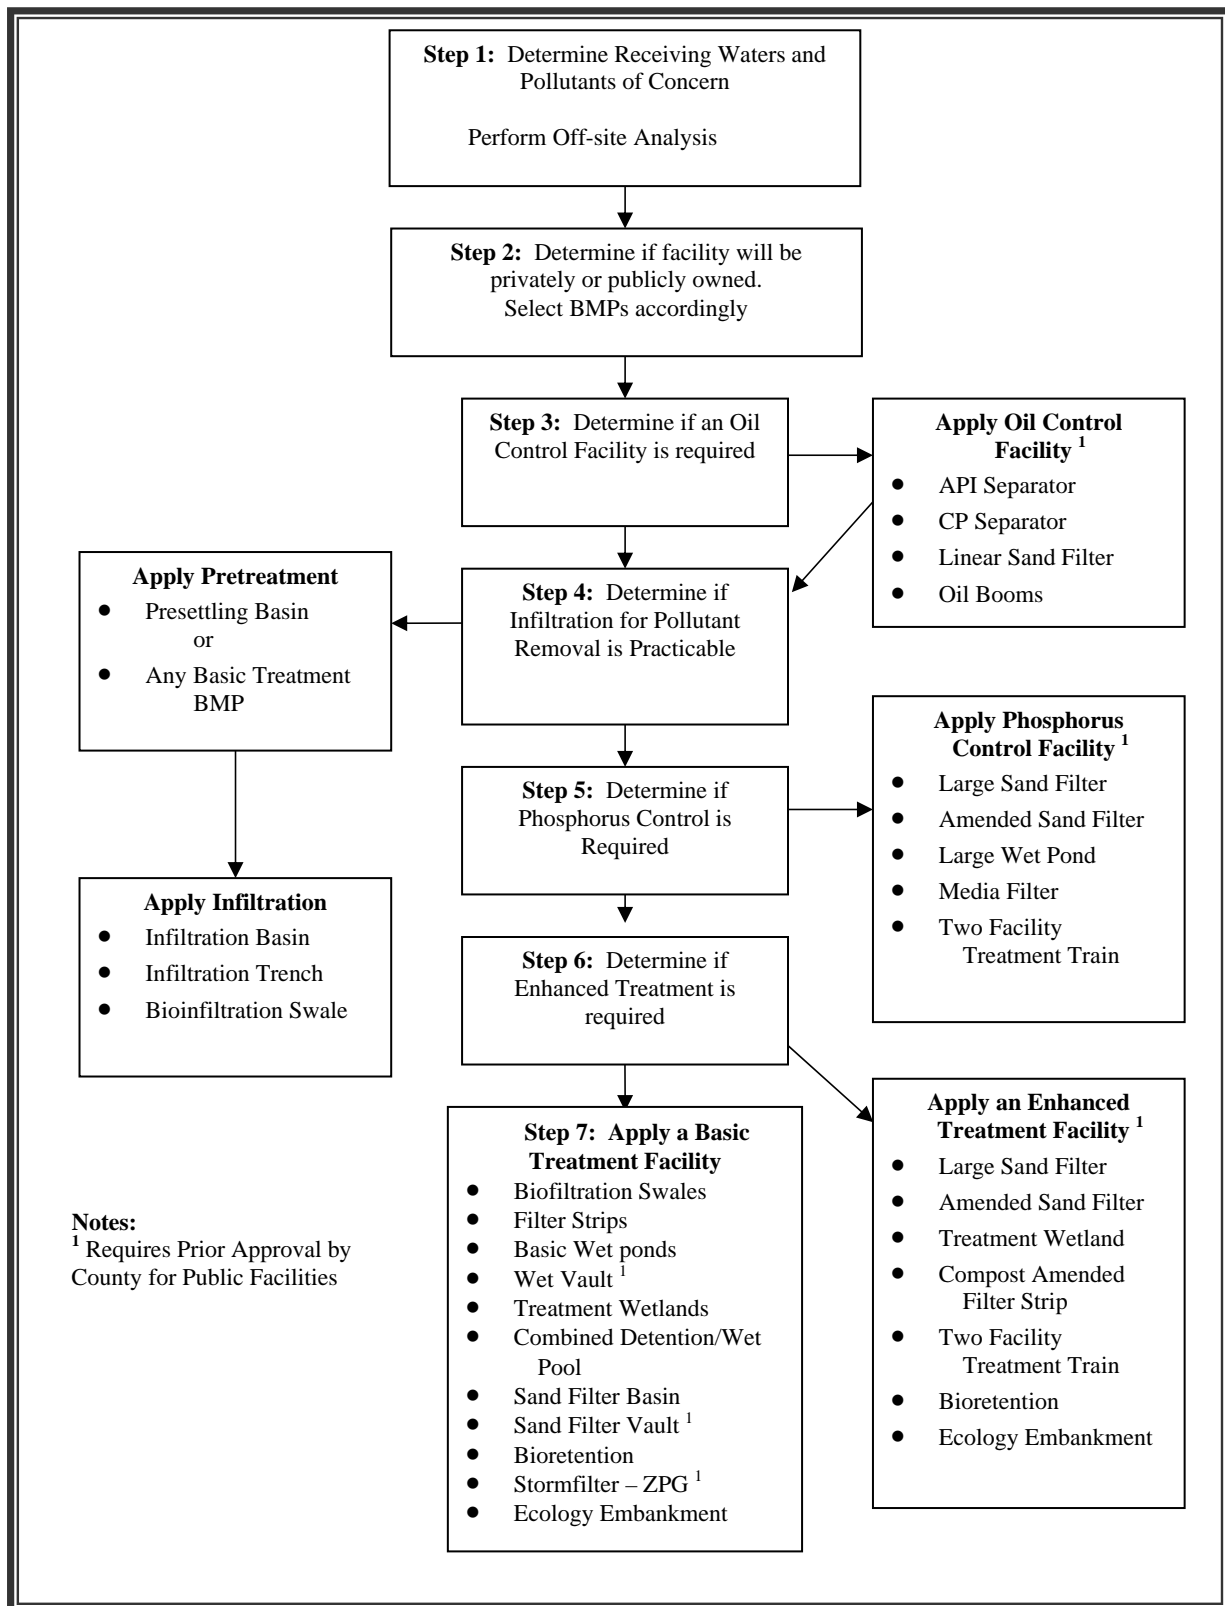 Step 1: Determine Receiving Waters and
Pollutants of Concern
Perform Off-site Analysis
Step 2: Determine if facility will be
privately or publicly owned.
Select BMPs accordingly
Step 3: Determine if an Oil
Control Facility is required
Apply Oil Control
Facility 1
● API Separator
● CP Separator
● Linear Sand Filter
● Oil Booms
Step 4: Determine if
Infiltration for Pollutant
Removal is Practicable
Apply Pretreatment
● Presettling Basin
or
● Any Basic Treatment
BMP
Apply Infiltration
● Infiltration Basin
● Infiltration Trench
● Bioinfiltration Swale
Step 5: Determine if
Phosphorus Control is
Required
Apply Phosphorus
Control Facility 1
● Large Sand Filter
● Amended Sand Filter
● Large Wet Pond
● Media Filter
● Two Facility
Treatment Train
Step 6: Determine if
Enhanced Treatment is
required
Apply an Enhanced
Treatment Facility 1
● Large Sand Filter
● Amended Sand Filter
● Treatment Wetland
● Compost Amended
Filter Strip
● Two Facility
Treatment Train
● Bioretention
● Ecology Embankment
Step 7: Apply a Basic
Treatment Facility
● Biofiltration Swales
● Filter Strips
● Basic Wet ponds
● Wet Vault 1
● Treatment Wetlands
● Combined Detention/Wet
Pool
● Sand Filter Basin
● Sand Filter Vault 1
● Bioretention
● Stormfilter – ZPG 1
● Ecology Embankment
Notes:
1 Requires Prior Approval by
County for Public Facilities